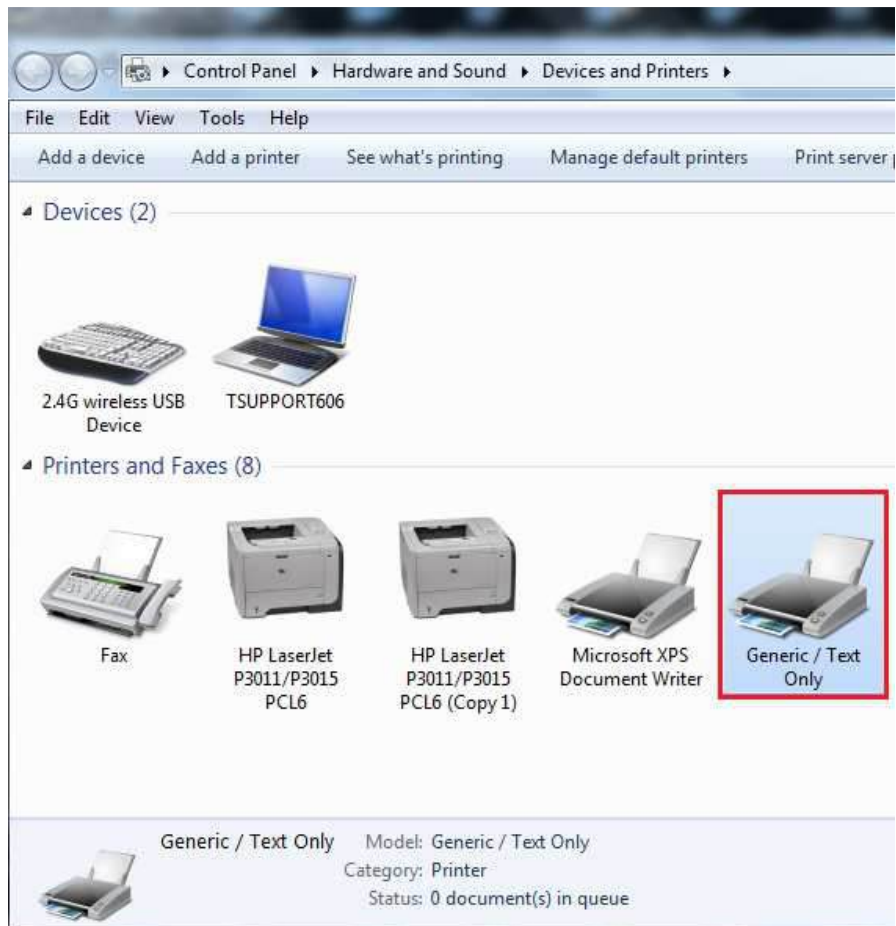 Control Panel Hardware and Sound Devices and Printers
File Edit View Tools Help
Add a device Add a printer See what's printing Manage default printers Print server
Devices (2)
2.4G wireless USB
Device
TSUPPORT606
Printers and Faxes (8)
Fax
HP LaserJet
P3011/P3015
PCL6
HP LaserJet
P3011/P3015
PCL6 (Copy 1)
Microsoft XPS
Document Writer
Generic / Text
Only
Generic / Text Only Model: Generic / Text Only
Category: Printer
Status: 0 document(s) in queue